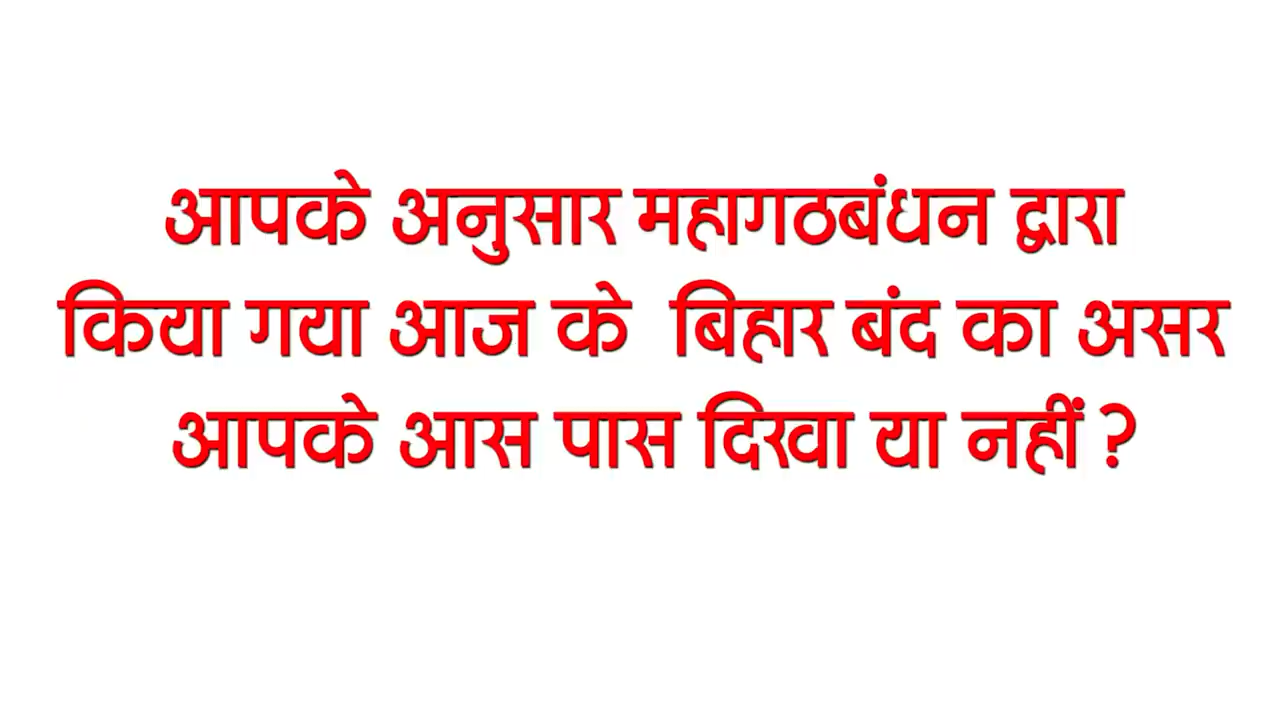 आपके अनुसार महागठबंधन द्वारा
किया गया आज के बिहार बंद का असर
आपके आस पास दिखा या नहीं ?